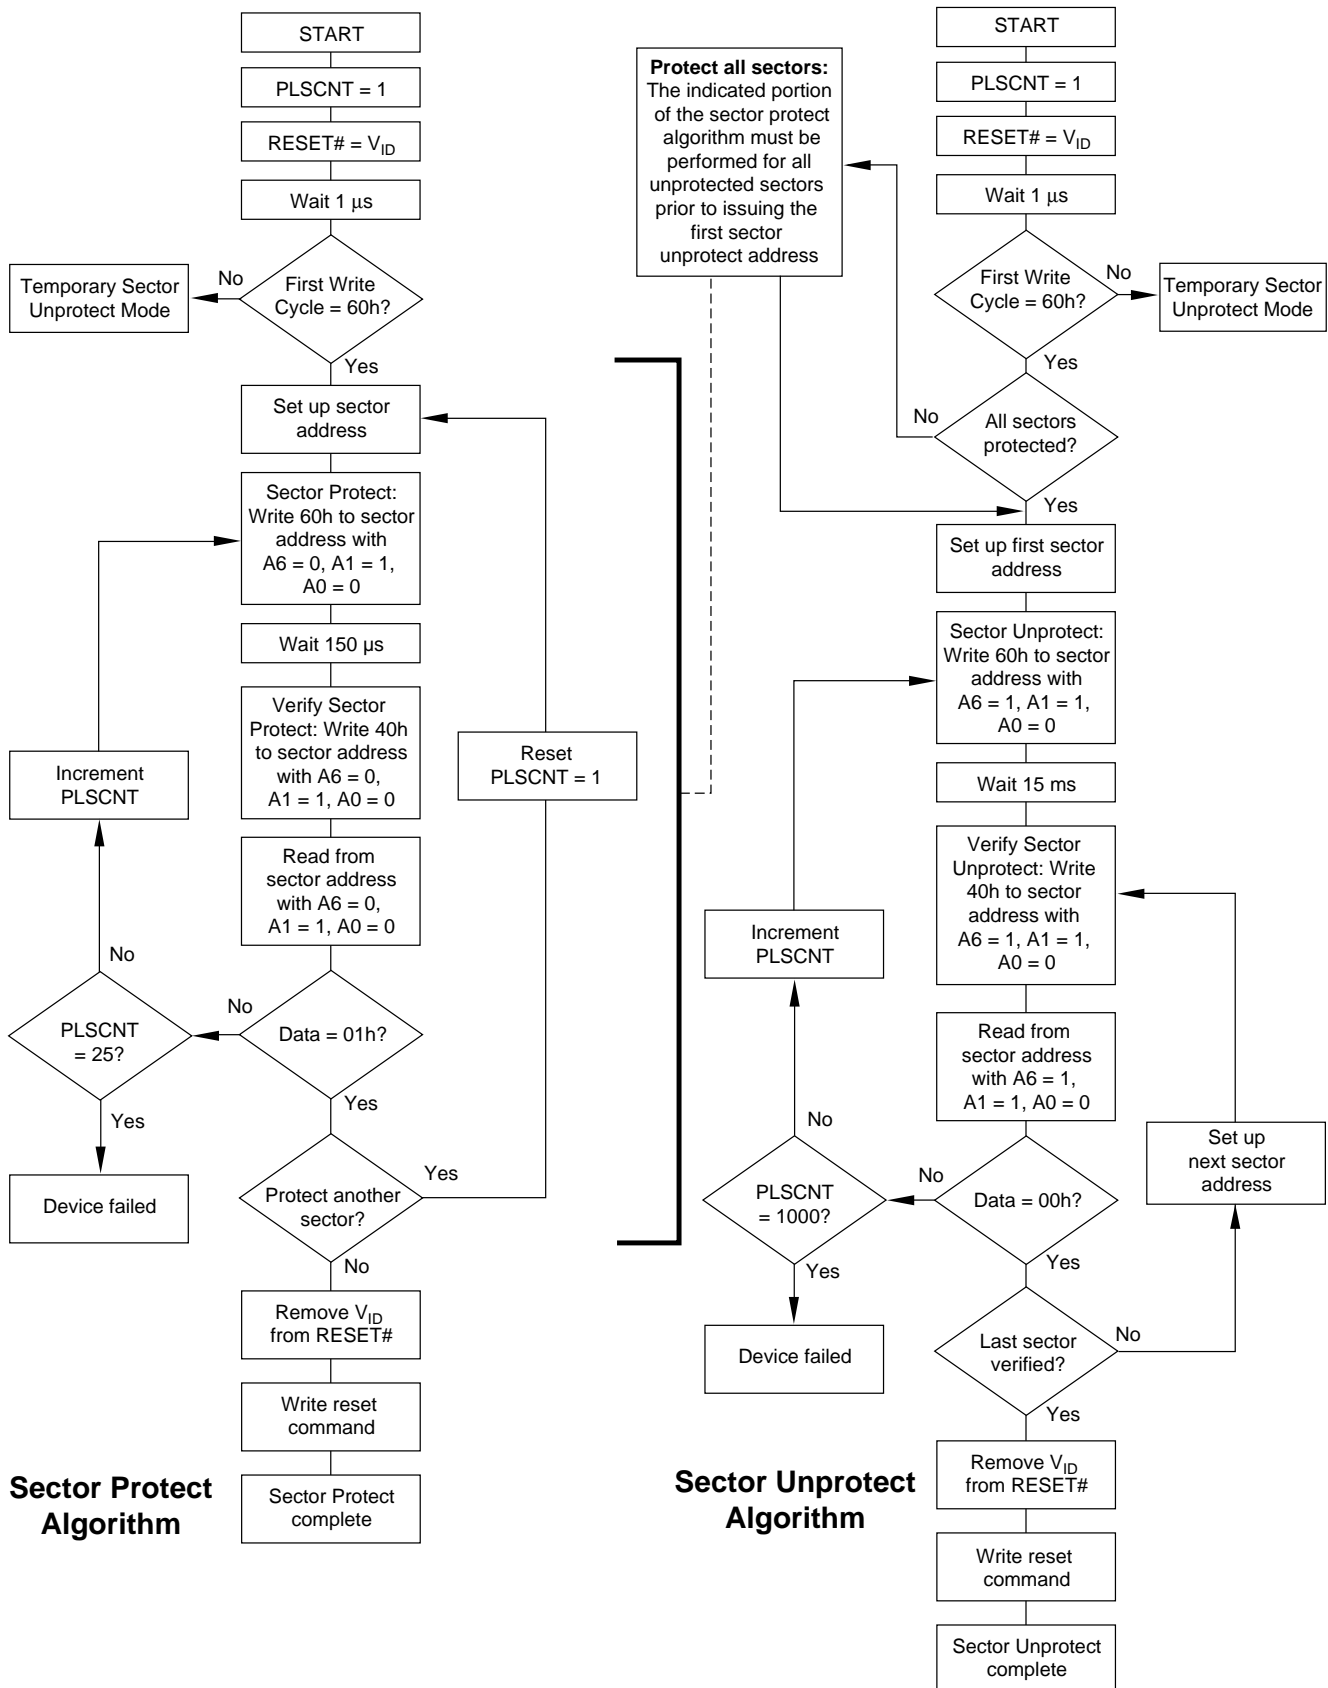 START
PLSCNT = 1
RESET# = VID
Wait 1 μs
First Write
Cycle = 60h?
No
Temporary Sector
Unprotect Mode
Yes
Set up sector
address
Sector Protect:
Write 60h to sector
address with
A6 = 0, A1 = 1,
A0 = 0
Wait 150 µs
Verify Sector
Protect: Write 40h
to sector address
with A6 = 0,
A1 = 1, A0 = 0
Reset
PLSCNT = 1
Increment
PLSCNT
Read from
sector address
with A6 = 0,
A1 = 1, A0 = 0
No
No
PLSCNT
= 25?
Data = 01h?
Yes
Yes
Device failed
Protect another
sector?
Yes
No
Remove VID
from RESET#
Write reset
command
Sector Protect
complete
Sector Protect
Algorithm
Protect all sectors:
The indicated portion
of the sector protect
algorithm must be
performed for all
unprotected sectors
prior to issuing the
first sector
unprotect address
START
PLSCNT = 1
RESET# = VID
Wait 1 μs
First Write
Cycle = 60h?
No
Temporary Sector
Unprotect Mode
Yes
No
All sectors
protected?
Yes
Set up first sector
address
Sector Unprotect:
Write 60h to sector
address with
A6 = 1, A1 = 1,
A0 = 0
Wait 15 ms
Verify Sector
Unprotect: Write
40h to sector
address with
A6 = 1, A1 = 1,
A0 = 0
Increment
PLSCNT
Read from
sector address
with A6 = 1,
A1 = 1, A0 = 0
No
Set up
next sector
address
No
PLSCNT
= 1000?
Data = 00h?
Yes
Yes
Device failed
Last sector
verified?
No
Yes
Remove VID
from RESET#
Write reset
command
Sector Unprotect
complete
Sector Unprotect
Algorithm